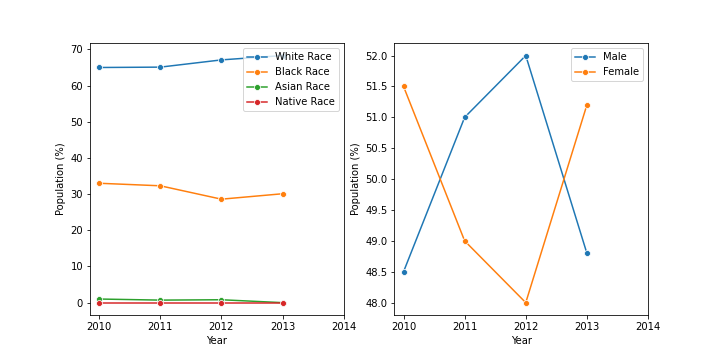 70
60
50
40
30
20
10
0
Population (%)
2010 2011 2012 2013 2014
Year
White Race
Black Race
Asian Race
Native Race
52.0
51.5
51.0
50.5
50.0
49.5
49.0
48.5
48.0
Population (%)
2010 2011 2012 2013 2014
Year
Male
Female